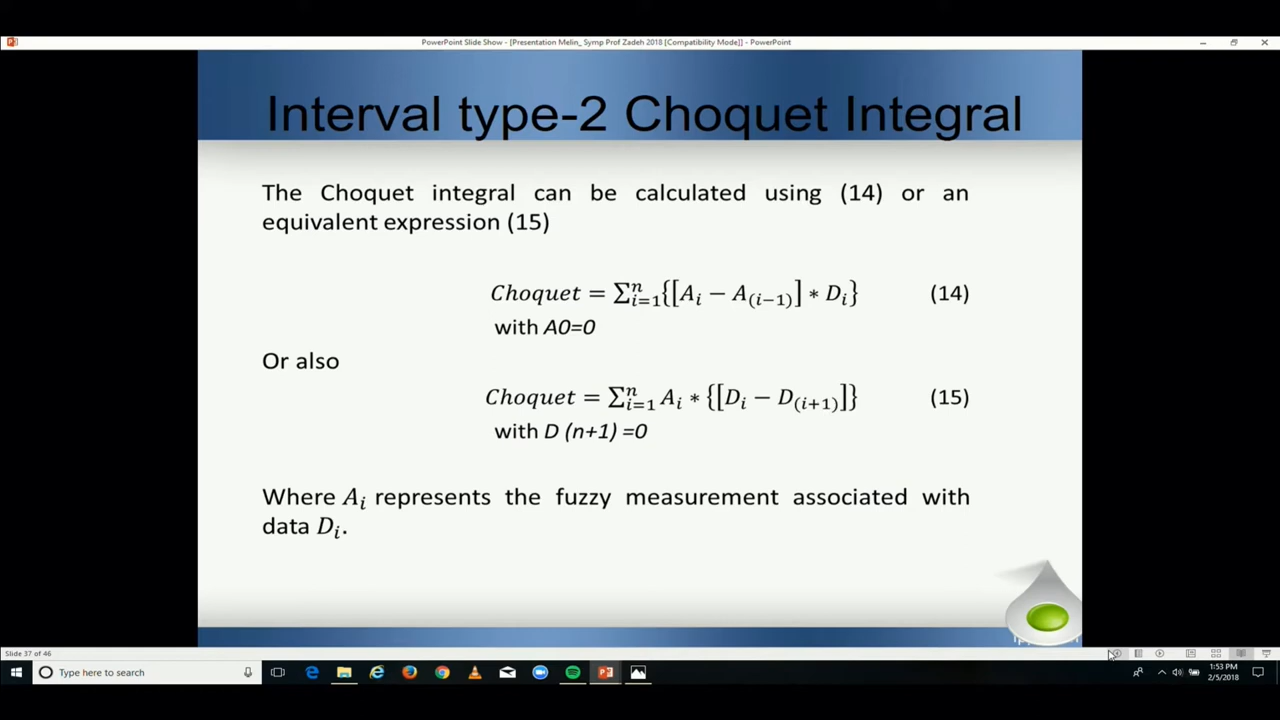 PowerPoint Slide Show - [Presentation Melin_ Symp Prof Zadeh 2018 [Compatibility Mode]] - PowerPoint
Interval type-2 Choquet Integral
The Choquet integral can be calculated using (14) or an
equivalent expression (15)
Choquet = ∑ⁿᵢ₌₁{[Aᵢ − A₍ᵢ₋₁₎] ∗ Dᵢ} (14)
with A0=0
Or also
Choquet = ∑ⁿᵢ₌₁ Aᵢ ∗ {[Dᵢ − D₍ᵢ₊₁₎]} (15)
with D (n+1) =0
Where Aᵢ represents the fuzzy measurement associated with
data Dᵢ.
Slide 37 of 46
Type here to search
1:53 PM
2/5/2018